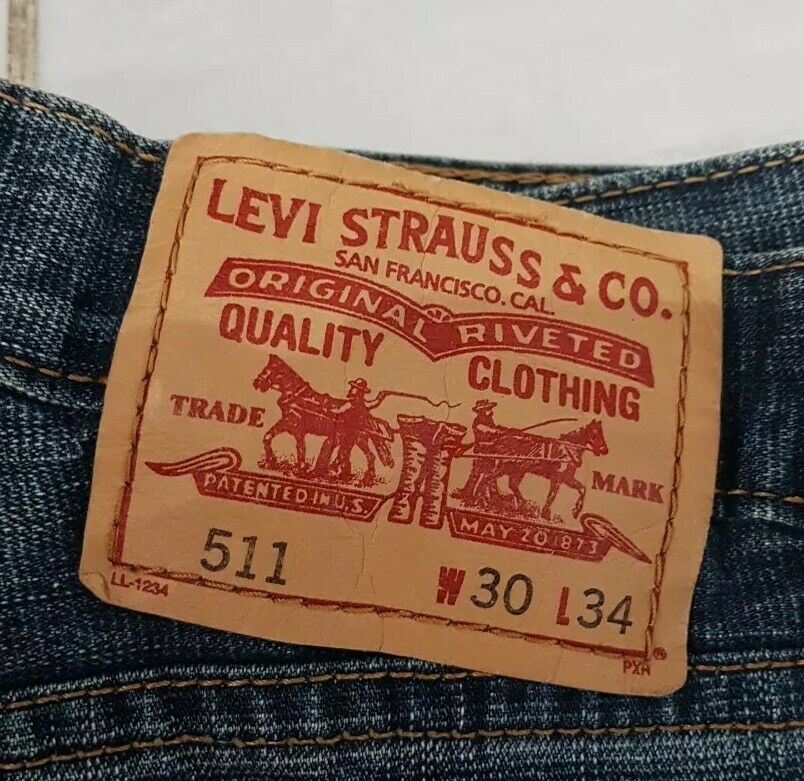 LEVI STRAUSS & CO.
SAN FRANCISCO. CAL.
ORIGINAL RIVETED
QUALITY CLOTHING
TRADE MARK
PATENTED IN U.S. MAY 20 1873
511 W 30 L 34
LL-1234 PXR ®